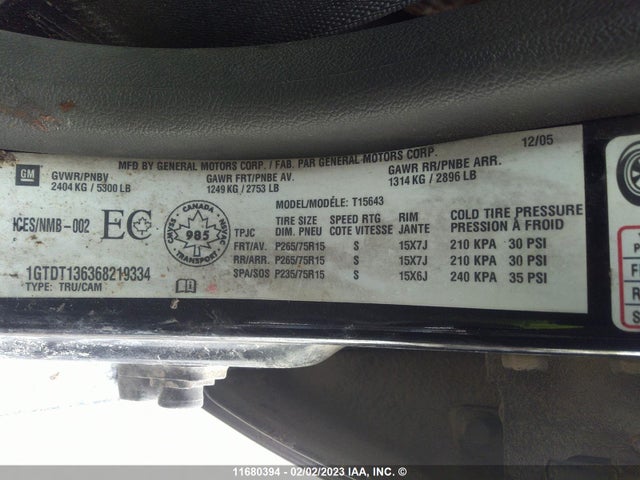 MFD BY GENERAL MOTORS CORP. / FAB. PAR GENERAL MOTORS CORP. 12/05
GM
GVWR/PNBV
2404 KG / 5300 LB
GAWR FRT/PNBE AV.
1249 KG / 2753 LB
GAWR RR/PNBE ARR.
1314 KG / 2896 LB
MODEL/MODÉLE: T15643
ICES/NMB-002
EC
CANADA
985
TRANSPORT
TPJC TIRE SIZE DIM. PNEU SPEED RTG COTE VITESSE RIM JANTE COLD TIRE PRESSURE PRESSION À FROID
FRT/AV. P265/75R15 S 15X7J 210 KPA 30 PSI
RR/ARR. P265/75R15 S 15X7J 210 KPA 30 PSI
SPA/SOS P235/75R15 S 15X6J 240 KPA 35 PSI
1GTDT136368219334
TYPE: TRU/CAM
F
R
S
11680394 - 02/02/2023 IAA, INC. ©